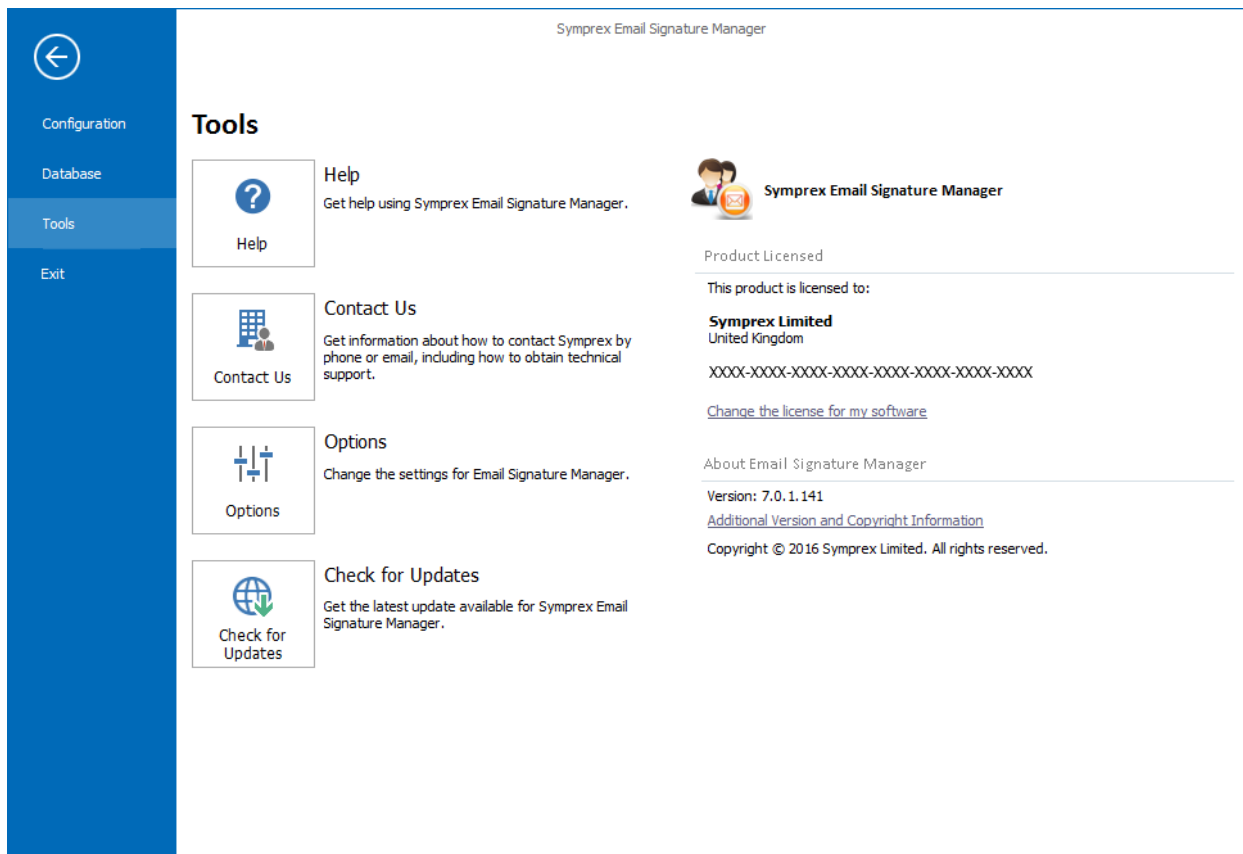 Symprex Email Signature Manager
Configuration
Database
Tools
Exit
Tools
Help
Help
Get help using Symprex Email Signature Manager.
Contact Us
Contact Us
Get information about how to contact Symprex by
phone or email, including how to obtain technical
support.
Options
Options
Change the settings for Email Signature Manager.
Check for
Updates
Check for Updates
Get the latest update available for Symprex Email
Signature Manager.
Symprex Email Signature Manager
Product Licensed
This product is licensed to:
Symprex Limited
United Kingdom
XXXX-XXXX-XXXX-XXXX-XXXX-XXXX-XXXX-XXXX
Change the license for my software
About Email Signature Manager
Version: 7.0.1.141
Additional Version and Copyright Information
Copyright © 2016 Symprex Limited. All rights reserved.